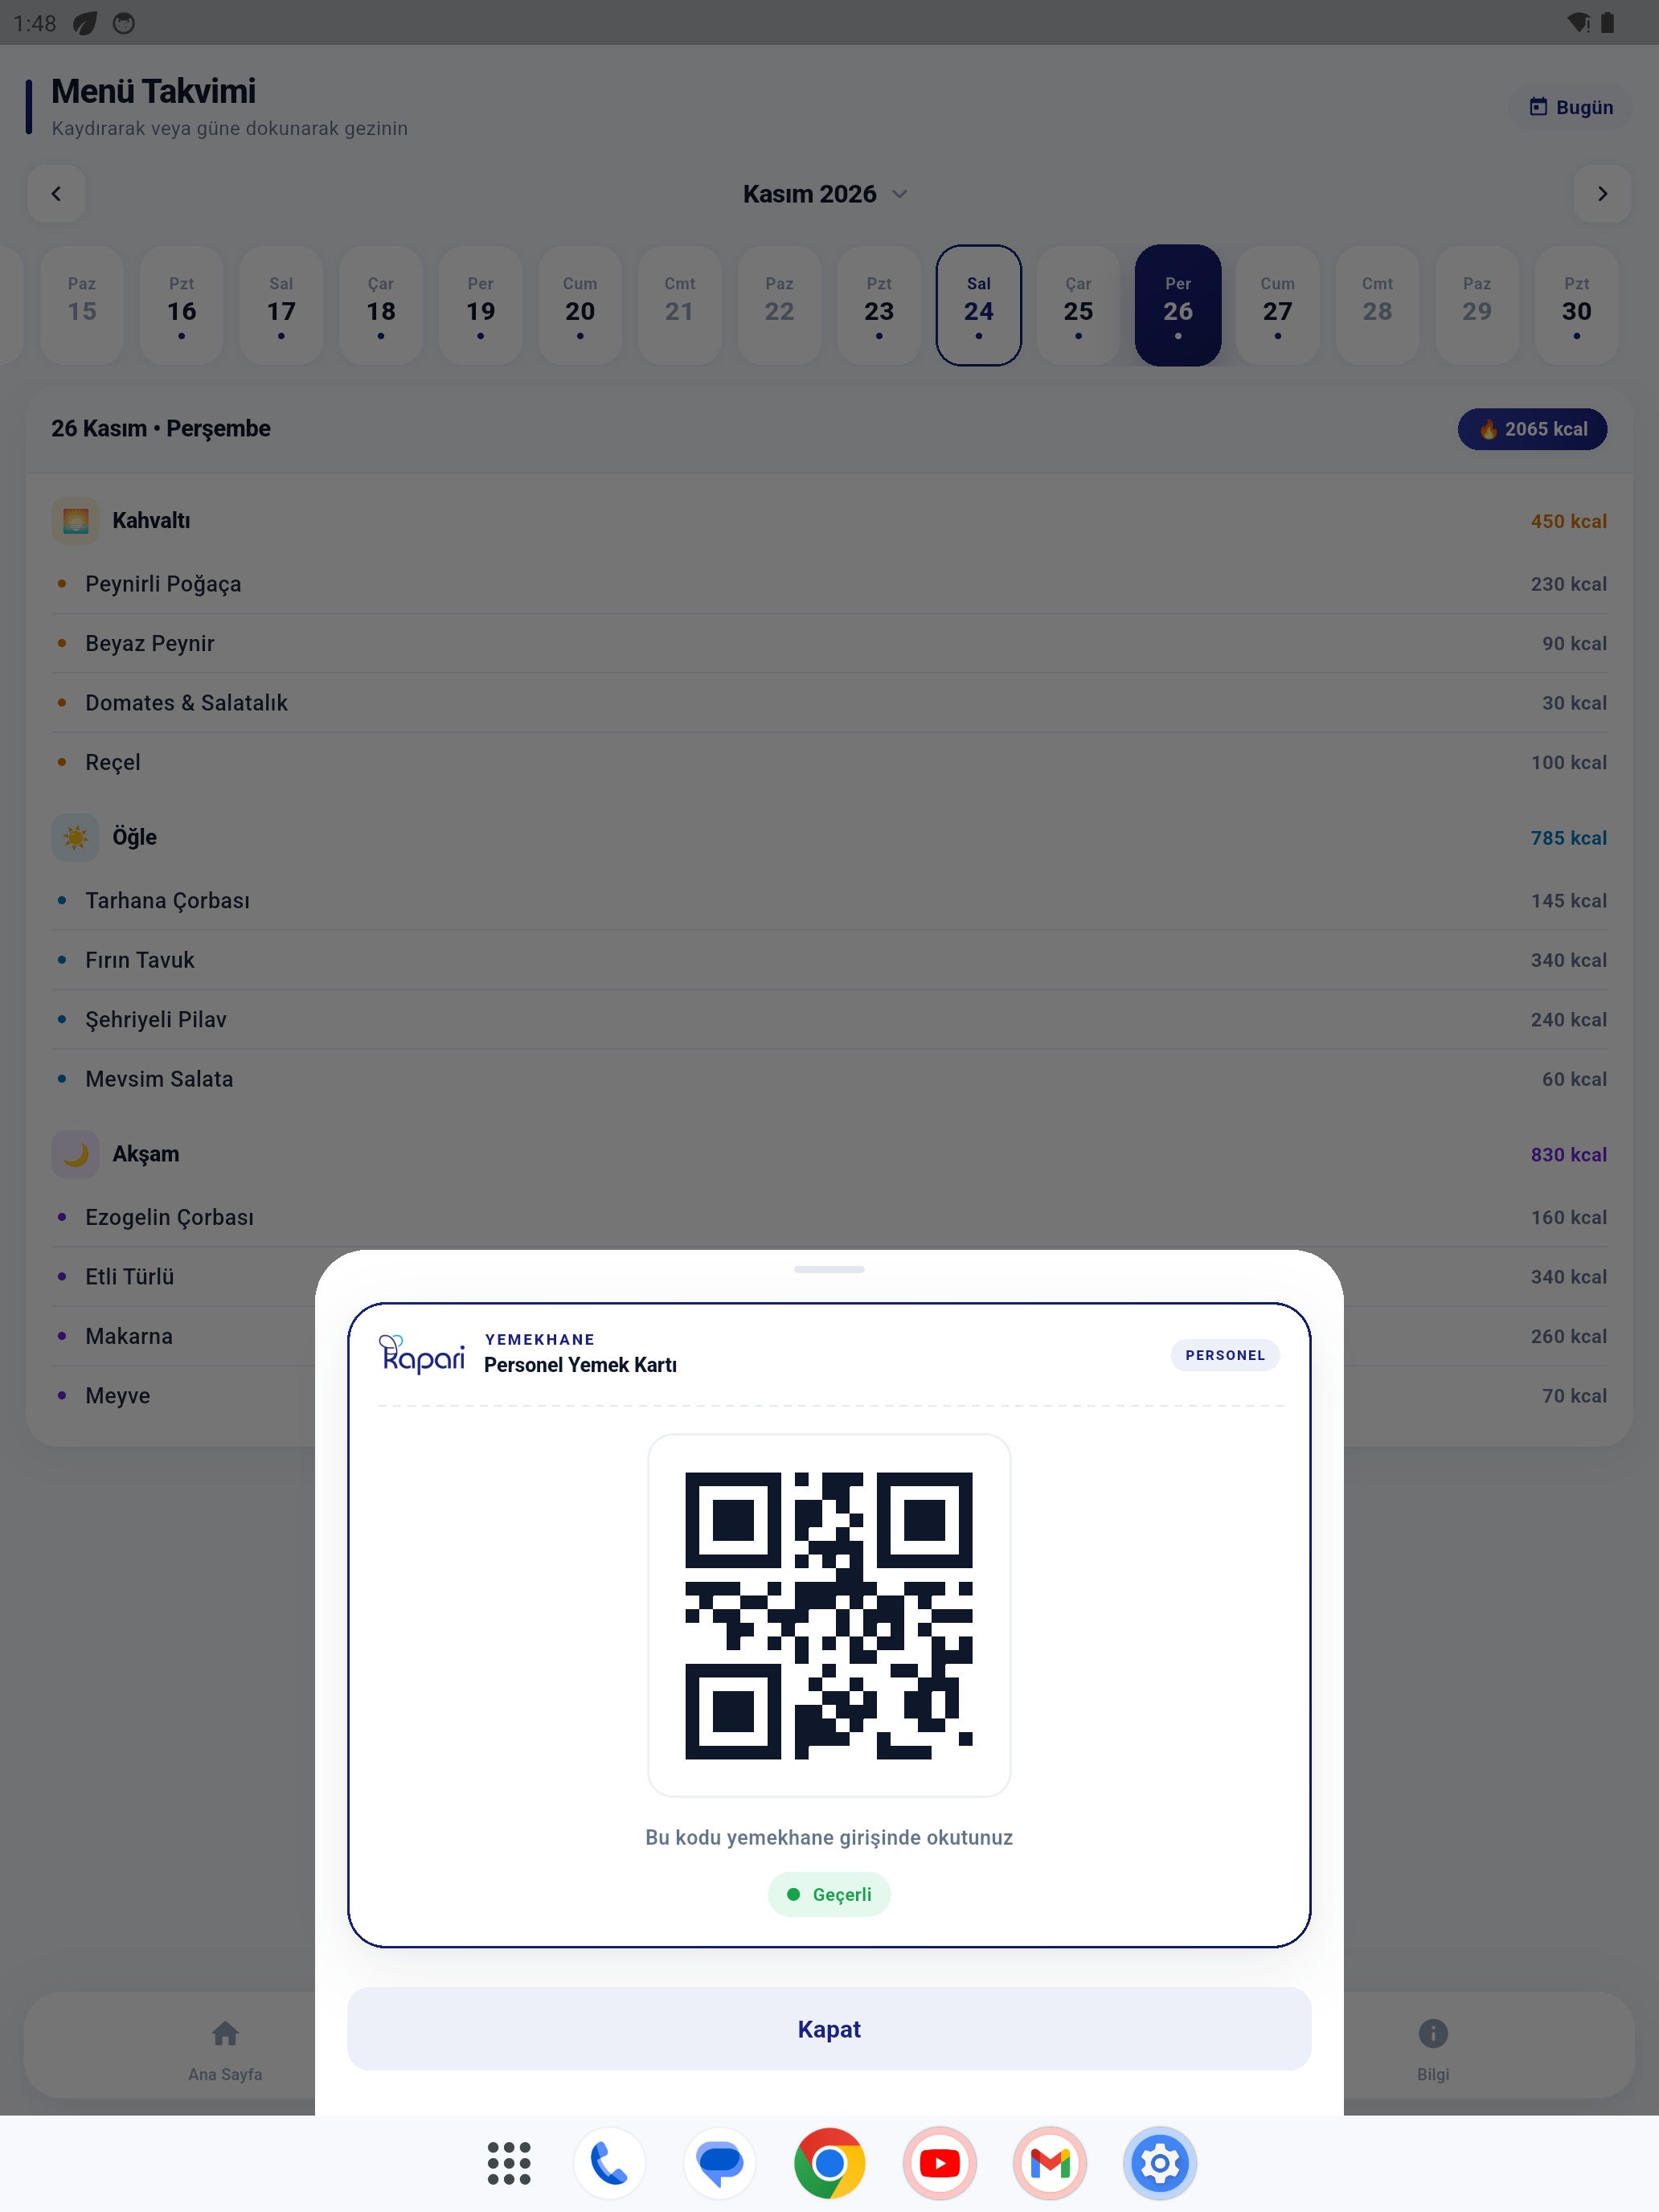 1:48
Menü Takvimi
Kaydırarak veya güne dokunarak gezinin
Bugün
Kasım 2026
Paz Pzt Sal Çar Per Cum Cmt Paz Pzt Sal Çar Per Cum Cmt Paz Pzt
15 16 17 18 19 20 21 22 23 24 25 26 27 28 29 30
26 Kasım • Perşembe 🔥 2065 kcal
Kahvaltı 450 kcal
Peynirli Poğaça 230 kcal
Beyaz Peynir 90 kcal
Domates & Salatalık 30 kcal
Reçel 100 kcal
Öğle 785 kcal
Tarhana Çorbası 145 kcal
Fırın Tavuk 340 kcal
Şehriyeli Pilav 240 kcal
Mevsim Salata 60 kcal
Akşam 830 kcal
Ezogelin Çorbası 160 kcal
Etli Türlü 340 kcal
Makarna 260 kcal
Meyve 70 kcal
Kapari
YEMEKHANE
Personel Yemek Kartı
PERSONEL
Bu kodu yemekhane girişinde okutunuz
Geçerli
Kapat
Ana Sayfa
Bilgi